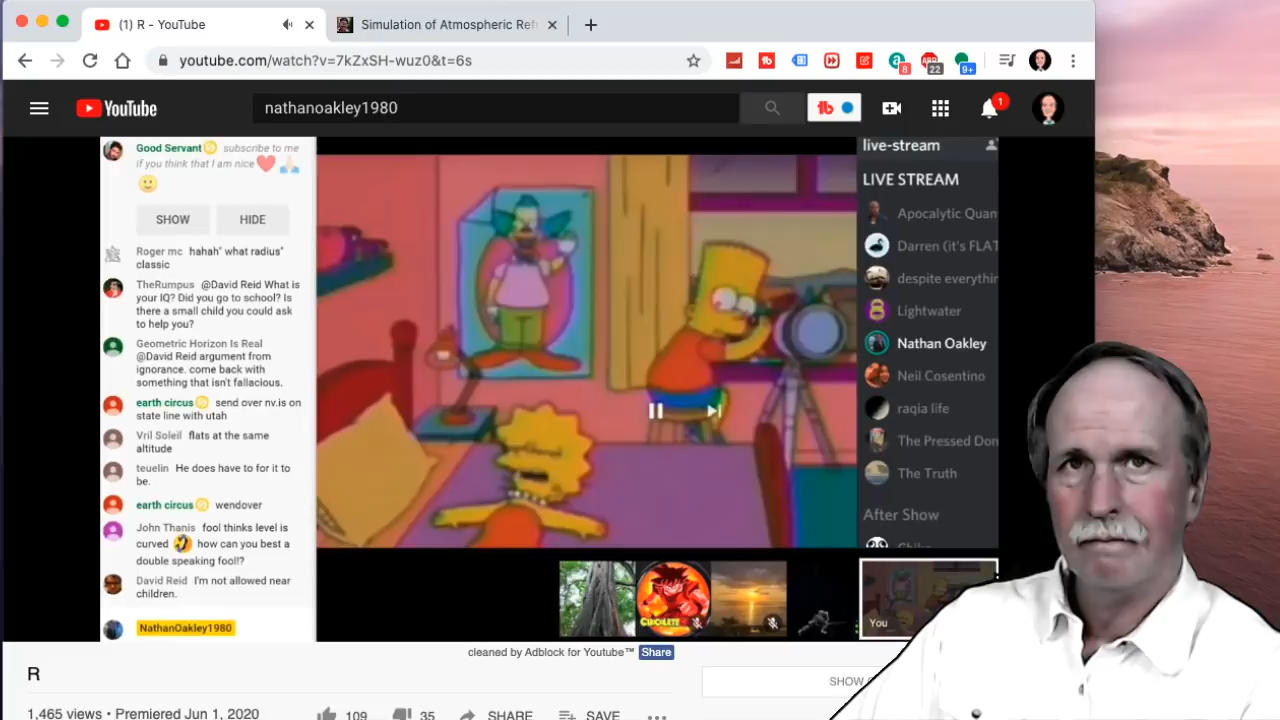 (1) R - YouTube
Simulation of Atmospheric Ref
youtube.com/watch?v=7kZxSH-wuz0&t=6s
8
22
9+
YouTube
nathanoakley1980
1
Good Servant subscribe to me
if you think that I am nice
SHOW HIDE
Roger mc hahah" what radius"
classic
TheRumpus @David Reid What is
your IQ? Did you go to school? Is
there a small child you could ask
to help you?
Geometric Horizon Is Real
@David Reid argument from
ignorance. come back with
something that isn't fallacious.
earth circus send over nv.is on
state line with utah
Vril Soleil flats at the same
altitude
teuelin He does have to for it to
be.
earth circus wendover
John Thanis fool thinks level is
curved how can you best a
double speaking fool!?
David Reid I'm not allowed near
children.
NathanOakley1980
live-stream
LIVE STREAM
Apocalytic Quan
Darren (it's FLAT
despite everythin
Lightwater
Nathan Oakley
Neil Cosentino
raqia life
The Pressed Don
The Truth
After Show
You
cleaned by Adblock for Youtube™ Share
R
SHOW
1,465 views • Premiered Jun 1, 2020
109 35 SHARE SAVE